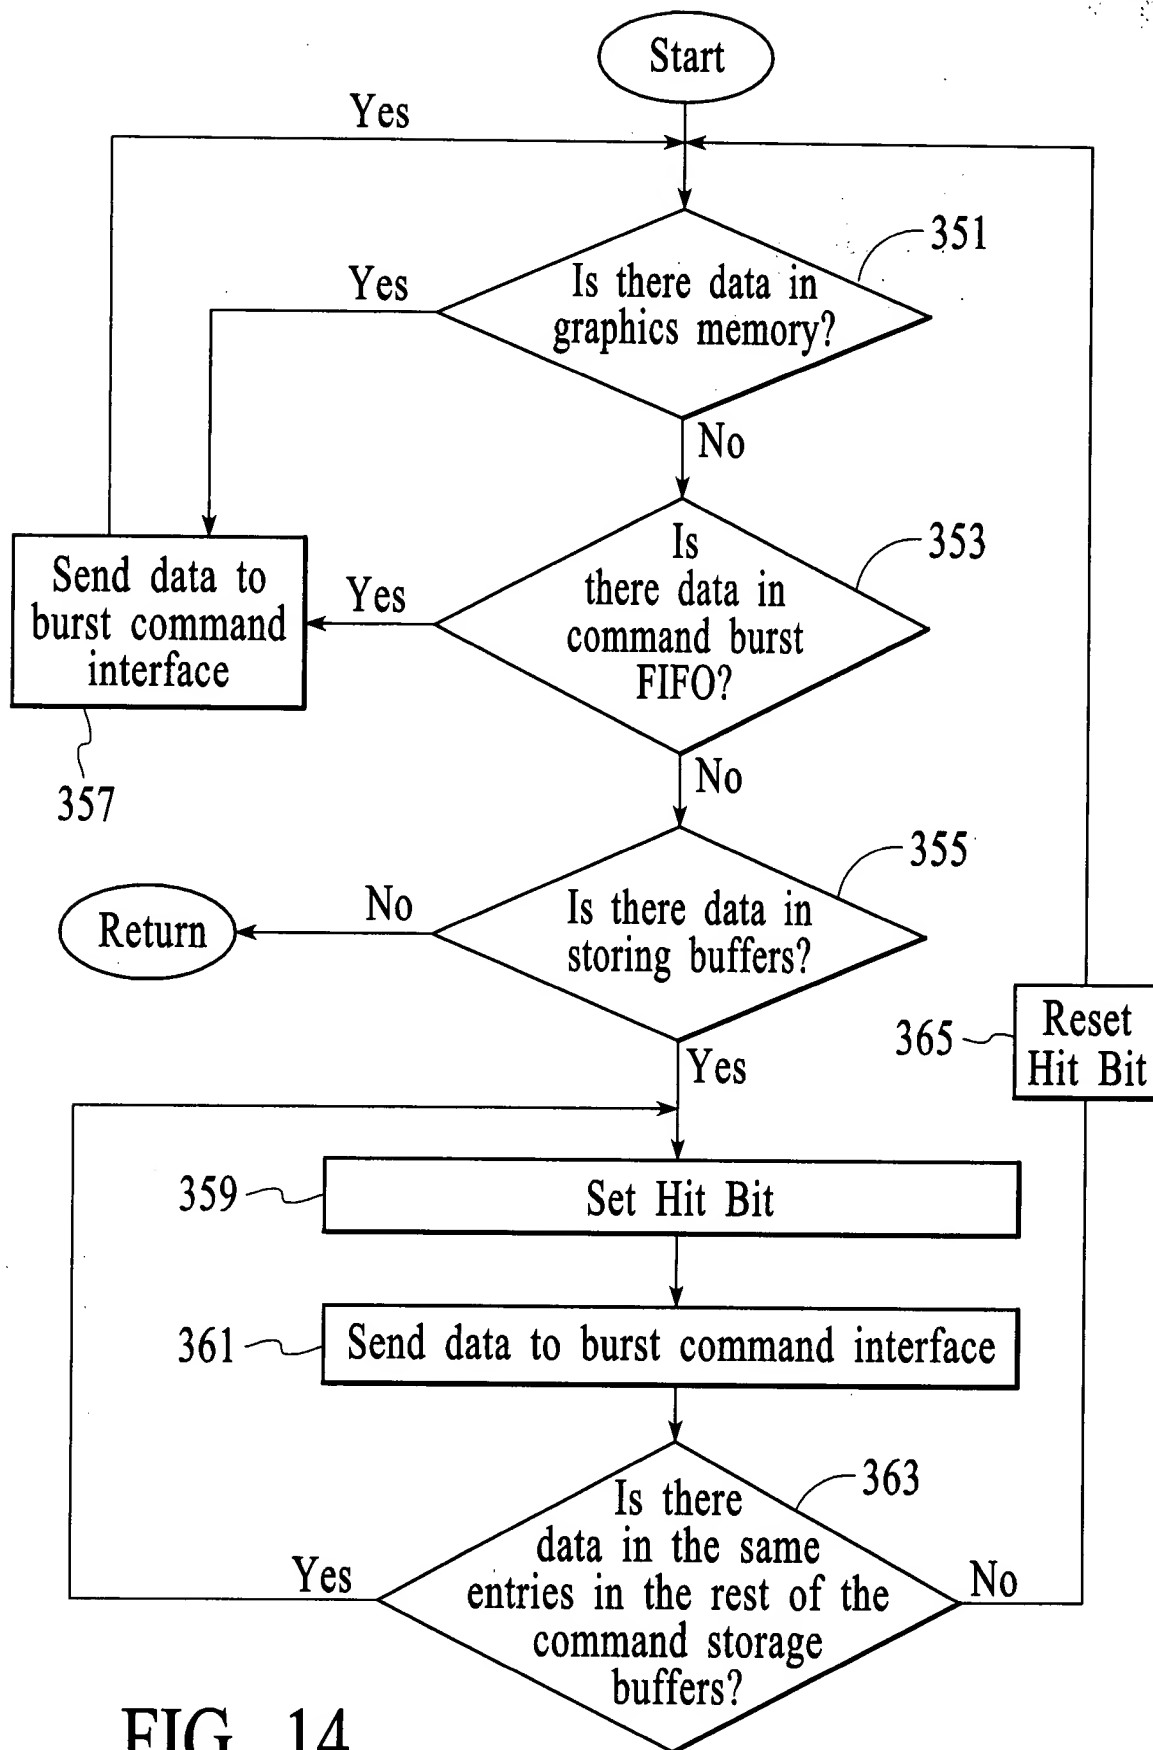 Start
Yes
351
Is there data in
graphics memory?
Yes
No
353
Is
there data in
command burst
FIFO?
Yes
Send data to
burst command
interface
357
No
355
Is there data in
storing buffers?
No
Return
Yes
365
Reset
Hit Bit
359
Set Hit Bit
361
Send data to burst command interface
363
Is there
data in the same
entries in the rest of the
command storage
buffers?
Yes
No
FIG. 14